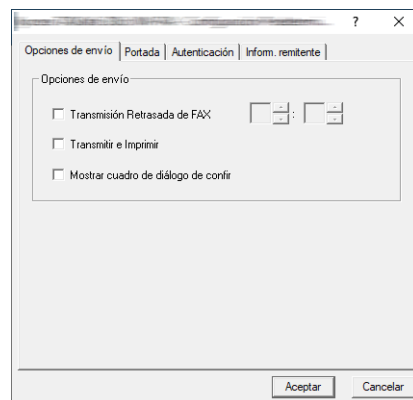 ?
Opciones de envío Portada Autenticación Inform. remitente
Opciones de envío
Transmisión Retrasada de FAX :
Transmitir e Imprimir
Mostrar cuadro de diálogo de confir
Aceptar Cancelar